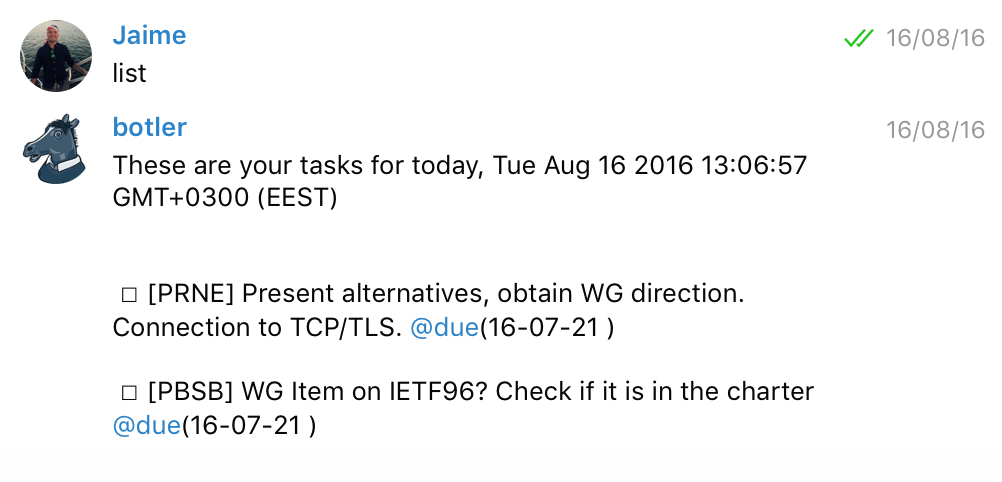 Jaime
16/08/16
list
botler
16/08/16
These are your tasks for today, Tue Aug 16 2016 13:06:57
GMT+0300 (EEST)
□ [PRNE] Present alternatives, obtain WG direction.
Connection to TCP/TLS. @due(16-07-21 )
□ [PBSB] WG Item on IETF96? Check if it is in the charter
@due(16-07-21 )